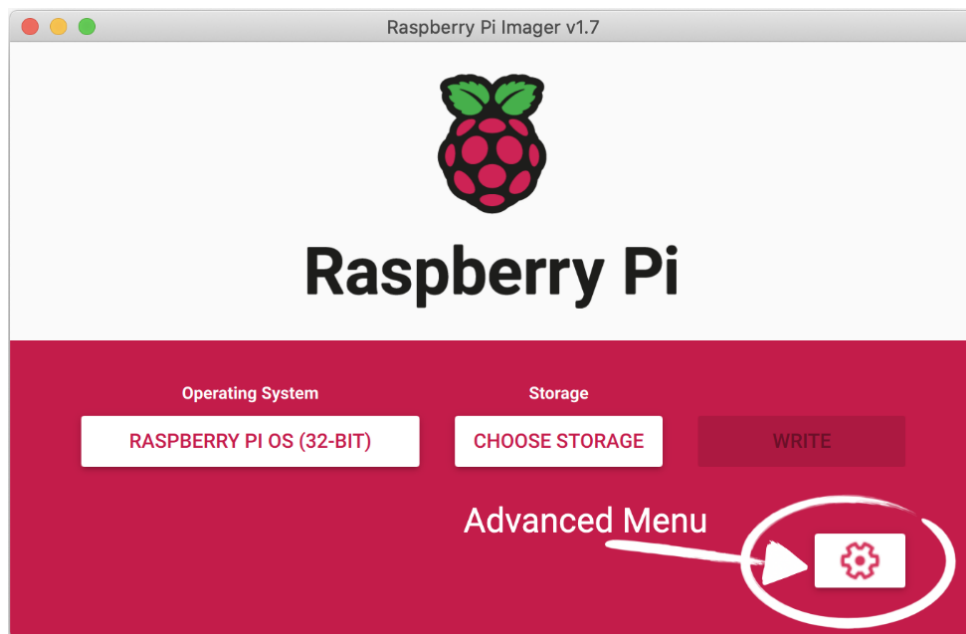 Raspberry Pi Imager v1.7
Raspberry Pi
Operating System
Storage
RASPBERRY PI OS (32-BIT)
CHOOSE STORAGE
WRITE
Advanced Menu